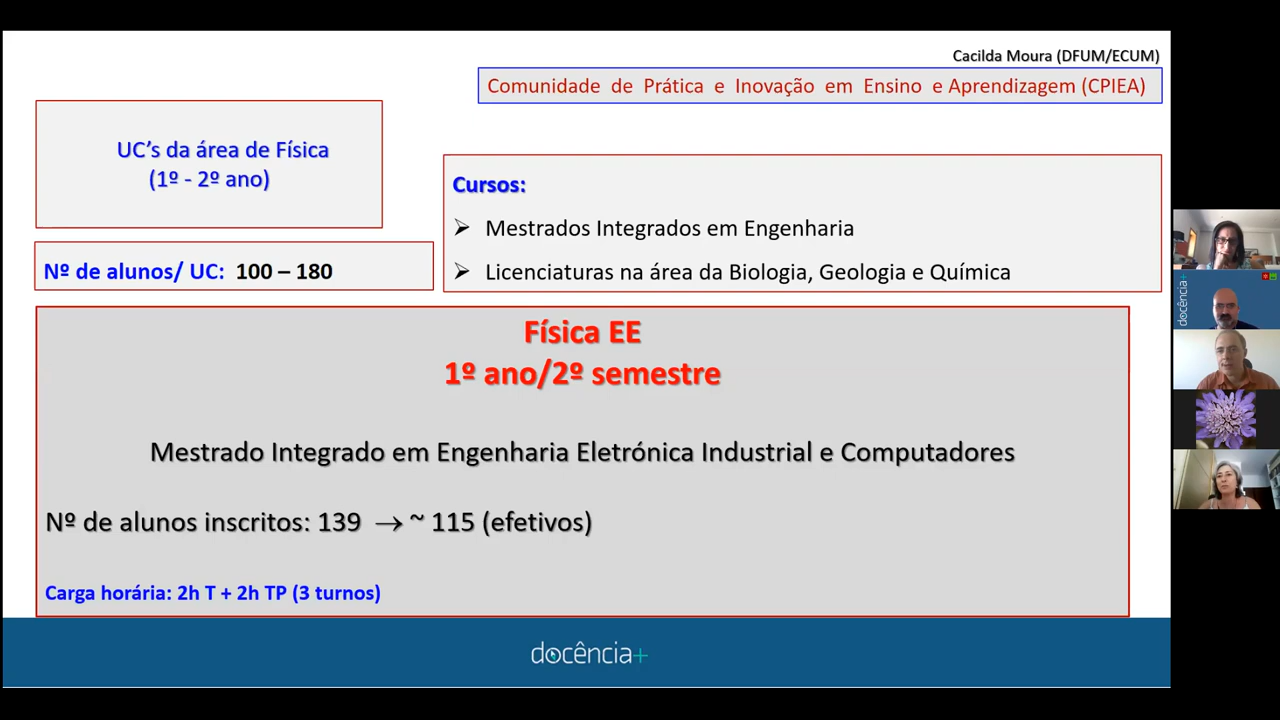 Cacilda Moura (DFUM/ECUM)
Comunidade de Prática e Inovação em Ensino e Aprendizagem (CPIEA)
UC’s da área de Física
(1º - 2º ano)
Cursos:
➢ Mestrados Integrados em Engenharia
➢ Licenciaturas na área da Biologia, Geologia e Química
Nº de alunos/ UC: 100 – 180
Física EE
1º ano/2º semestre
Mestrado Integrado em Engenharia Eletrónica Industrial e Computadores
Nº de alunos inscritos: 139 → ~ 115 (efetivos)
Carga horária: 2h T + 2h TP (3 turnos)
docência+
docência+